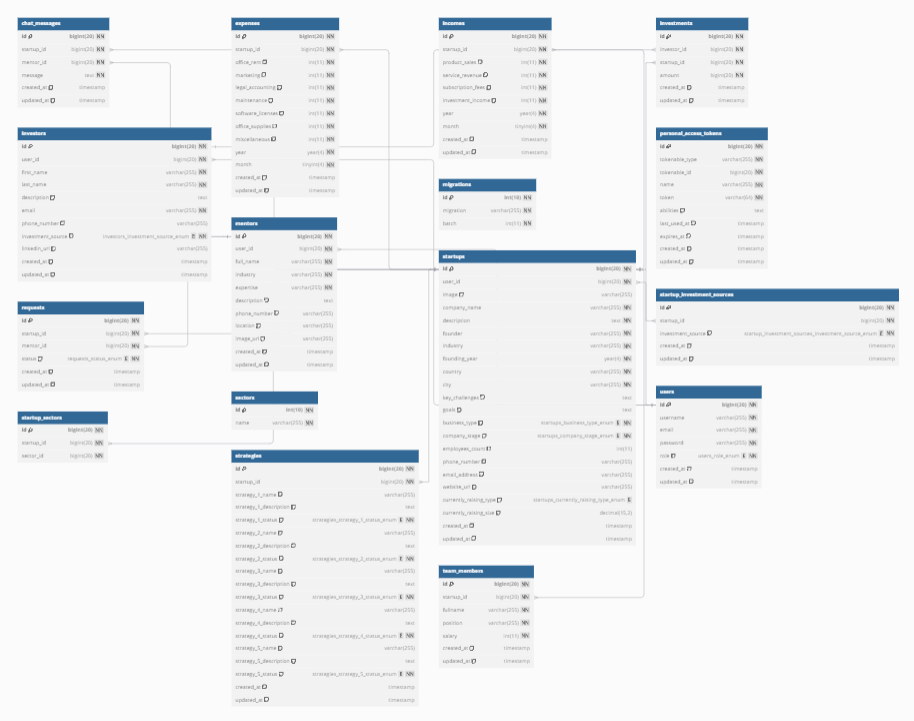 chat_messages
id bigint(20) NN
startup_id bigint(20) NN
mentor_id bigint(20) NN
message text NN
created_at timestamp
updated_at timestamp
investors
id bigint(20) NN
user_id bigint(20) NN
first_name varchar(255) NN
last_name varchar(255) NN
description text
email varchar(255) NN
phone_number varchar(255)
investment_source investors_investment_source_enum E NN
linkedin_url varchar(255)
created_at timestamp
updated_at timestamp
requests
id bigint(20) NN
startup_id bigint(20) NN
mentor_id bigint(20) NN
status requests_status_enum E NN
created_at timestamp
updated_at timestamp
startup_sectors
id bigint(20) NN
startup_id bigint(20) NN
sector_id bigint(20) NN
expenses
id bigint(20) NN
startup_id bigint(20) NN
office_rent int(11) NN
marketing int(11) NN
legal_accounting int(11) NN
maintenance int(11) NN
software_licenses int(11) NN
office_supplies int(11) NN
miscellaneous int(11) NN
year year(4) NN
month tinyint(4) NN
created_at timestamp
updated_at timestamp
mentors
id bigint(20) NN
user_id bigint(20) NN
full_name varchar(255) NN
industry varchar(255) NN
expertise varchar(255) NN
description text
phone_number varchar(255)
location varchar(255)
image_url varchar(255)
created_at timestamp
updated_at timestamp
sectors
id int(10) NN
name varchar(255) NN
strategies
id bigint(20) NN
startup_id bigint(20) NN
strategy_1_name varchar(255)
strategy_1_description text
strategy_1_status strategies_strategy_1_status_enum E NN
strategy_2_name varchar(255)
strategy_2_description text
strategy_2_status strategies_strategy_2_status_enum E NN
strategy_3_name varchar(255)
strategy_3_description text
strategy_3_status strategies_strategy_3_status_enum E NN
strategy_4_name varchar(255)
strategy_4_description text
strategy_4_status strategies_strategy_4_status_enum E NN
strategy_5_name varchar(255)
strategy_5_description text
strategy_5_status strategies_strategy_5_status_enum E NN
created_at timestamp
updated_at timestamp
incomes
id bigint(20) NN
startup_id bigint(20) NN
product_sales int(11) NN
service_revenue int(11) NN
subscription_fees int(11) NN
investment_income int(11) NN
year year(4) NN
month tinyint(4) NN
created_at timestamp
updated_at timestamp
migrations
id int(10) NN
migration varchar(255) NN
batch int(11) NN
startups
id bigint(20) NN
user_id bigint(20) NN
image varchar(255)
company_name varchar(255) NN
description text NN
founder varchar(255) NN
industry varchar(255) NN
founding_year year(4) NN
country varchar(255) NN
city varchar(255) NN
key_challenges text
goals text
business_type startups_business_type_enum E NN
company_stage startups_company_stage_enum E NN
employees_count int(11)
phone_number varchar(255)
email_address varchar(255)
website_url varchar(255)
currently_raising_type startups_currently_raising_type_enum E
currently_raising_size decimal(15,2)
created_at timestamp
updated_at timestamp
team_members
id bigint(20) NN
startup_id bigint(20) NN
fullname varchar(255) NN
position varchar(255) NN
salary int(11) NN
created_at timestamp
updated_at timestamp
investments
id bigint(20) NN
investor_id bigint(20) NN
startup_id bigint(20) NN
amount bigint(20) NN
created_at timestamp
updated_at timestamp
personal_access_tokens
id bigint(20) NN
tokenable_type varchar(255) NN
tokenable_id bigint(20) NN
name varchar(255) NN
token varchar(64) NN
abilities text
last_used_at timestamp
expires_at timestamp
created_at timestamp
updated_at timestamp
startup_investment_sources
id bigint(20) NN
startup_id bigint(20) NN
investment_source startup_investment_sources_investment_source_enum E NN
created_at timestamp
updated_at timestamp
users
id bigint(20) NN
username varchar(255) NN
email varchar(255) NN
password varchar(255) NN
role users_role_enum E NN
created_at timestamp
updated_at timestamp